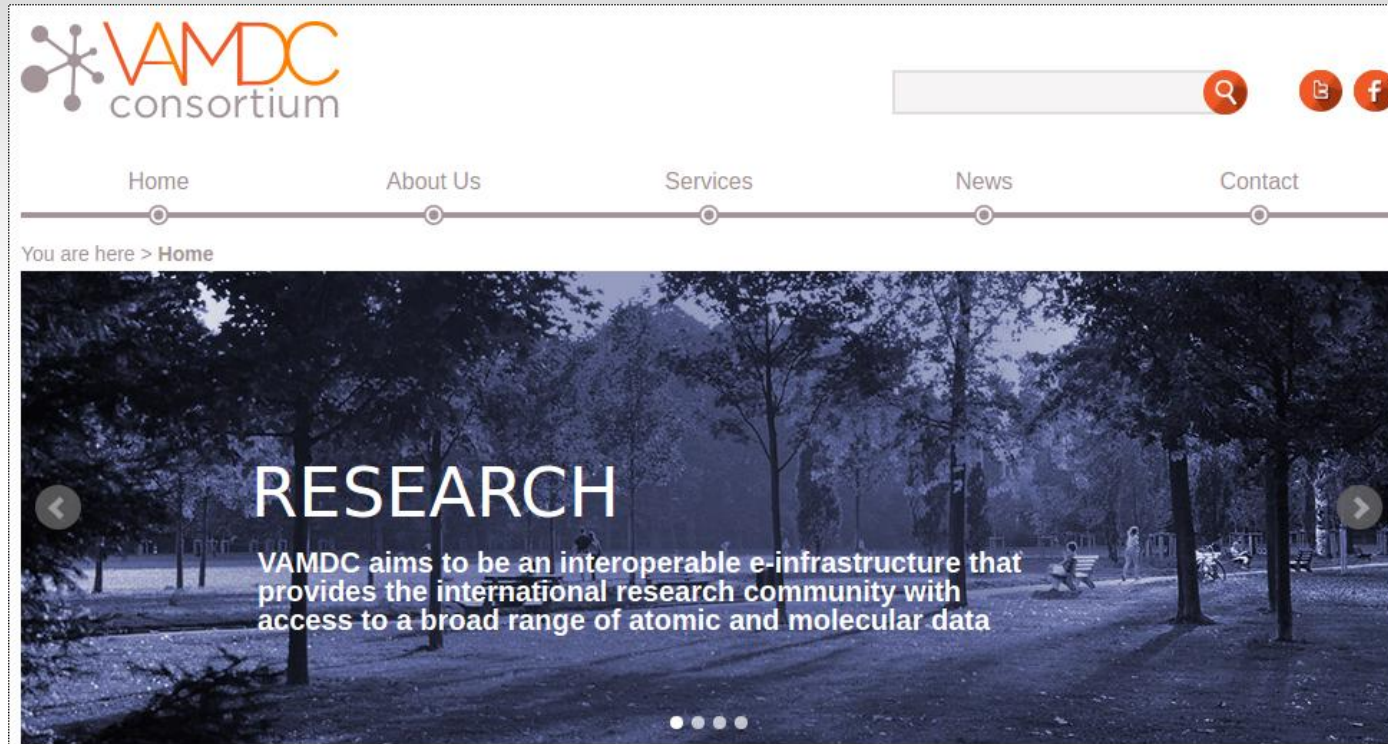 VAMDC
consortium
Home About Us Services News Contact
You are here > Home
RESEARCH
VAMDC aims to be an interoperable e-infrastructure that
provides the international research community with
access to a broad range of atomic and molecular data